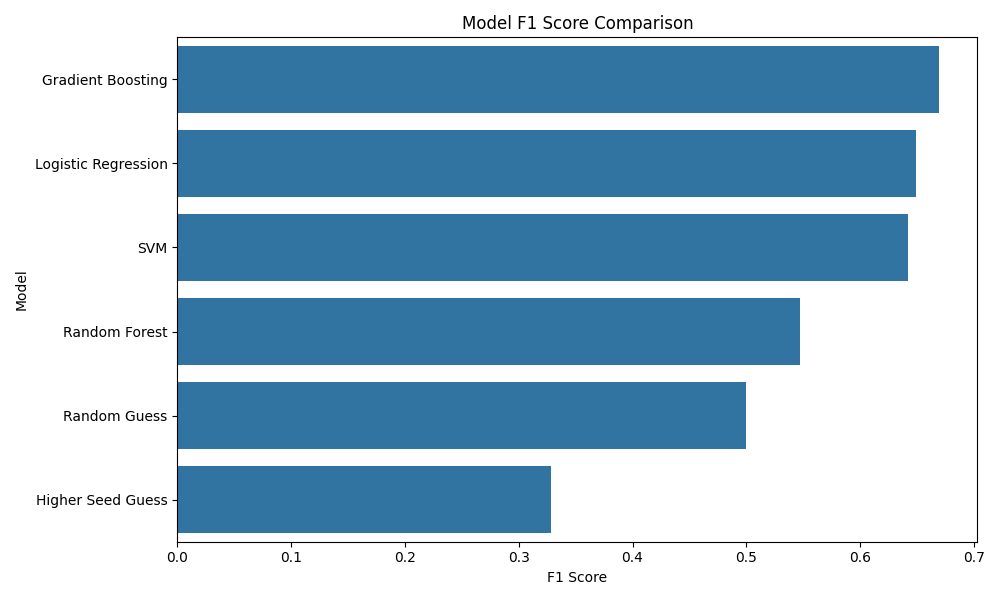 Model F1 Score Comparison
Gradient Boosting
Logistic Regression
SVM
Random Forest
Random Guess
Higher Seed Guess
Model
0.0 0.1 0.2 0.3 0.4 0.5 0.6 0.7
F1 Score